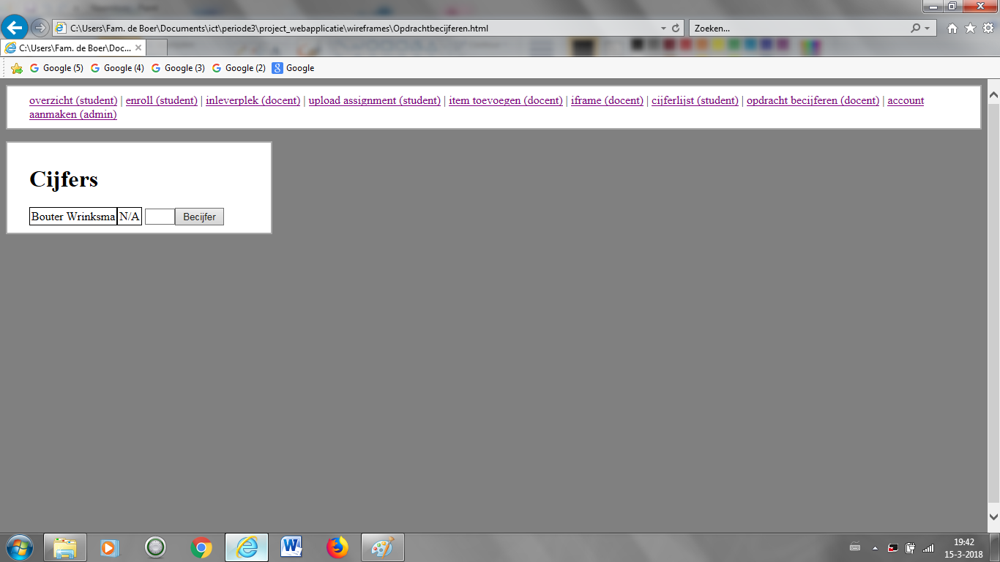 C:\Users\Fam. de Boer\Documents\ict\periode3\project_webapplicatie\wireframes\Opdrachtbecijferen.html
Zoeken...
C:\Users\Fam. de Boer\Doc...
Google (5) Google (4) Google (3) Google (2) Google
overzicht (student) | enroll (student) | inleverplek (docent) | upload assignment (student) | item toevoegen (docent) | iframe (docent) | cijferlijst (student) | opdracht becijferen (docent) | account
aanmaken (admin)
Cijfers
Bouter Wrinksma N/A Becijfer
19:42
15-3-2018